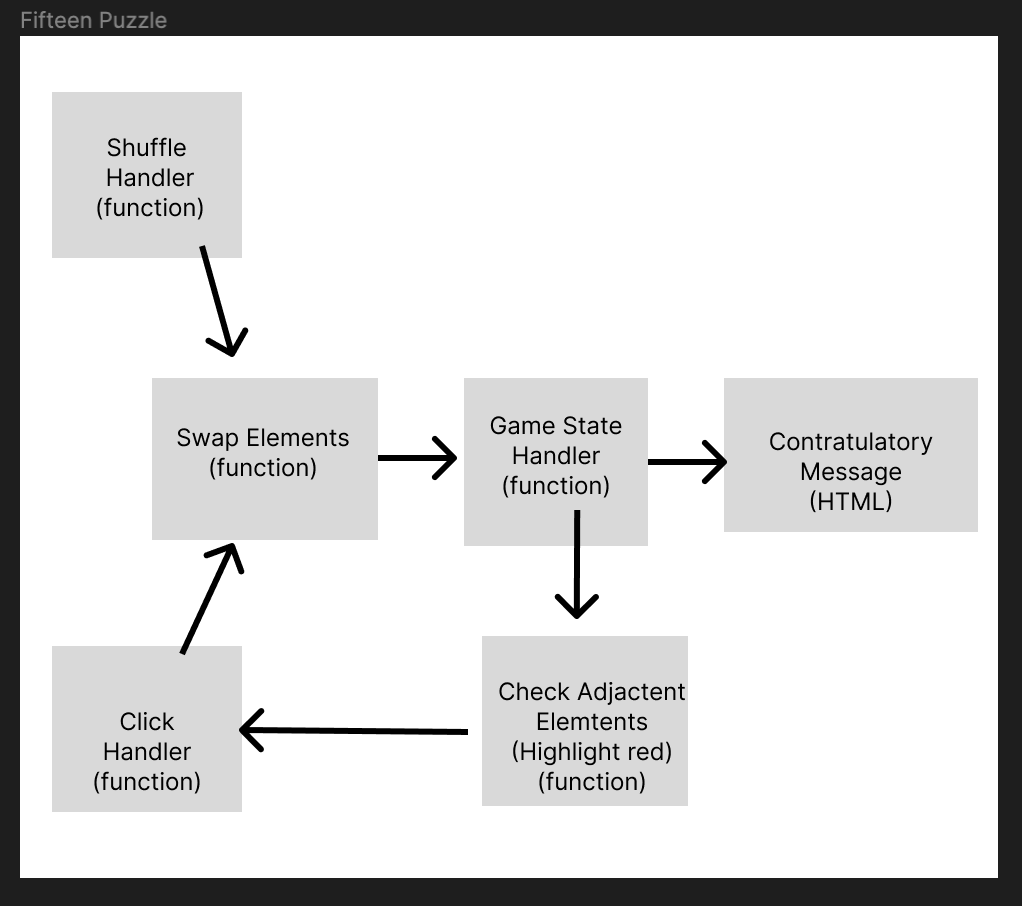 Fifteen Puzzle
Shuffle
Handler
(function)
Swap Elements
(function)
Game State
Handler
(function)
Contratulatory
Message
(HTML)
Click
Handler
(function)
Check Adjactent
Elemtents
(Highlight red)
(function)